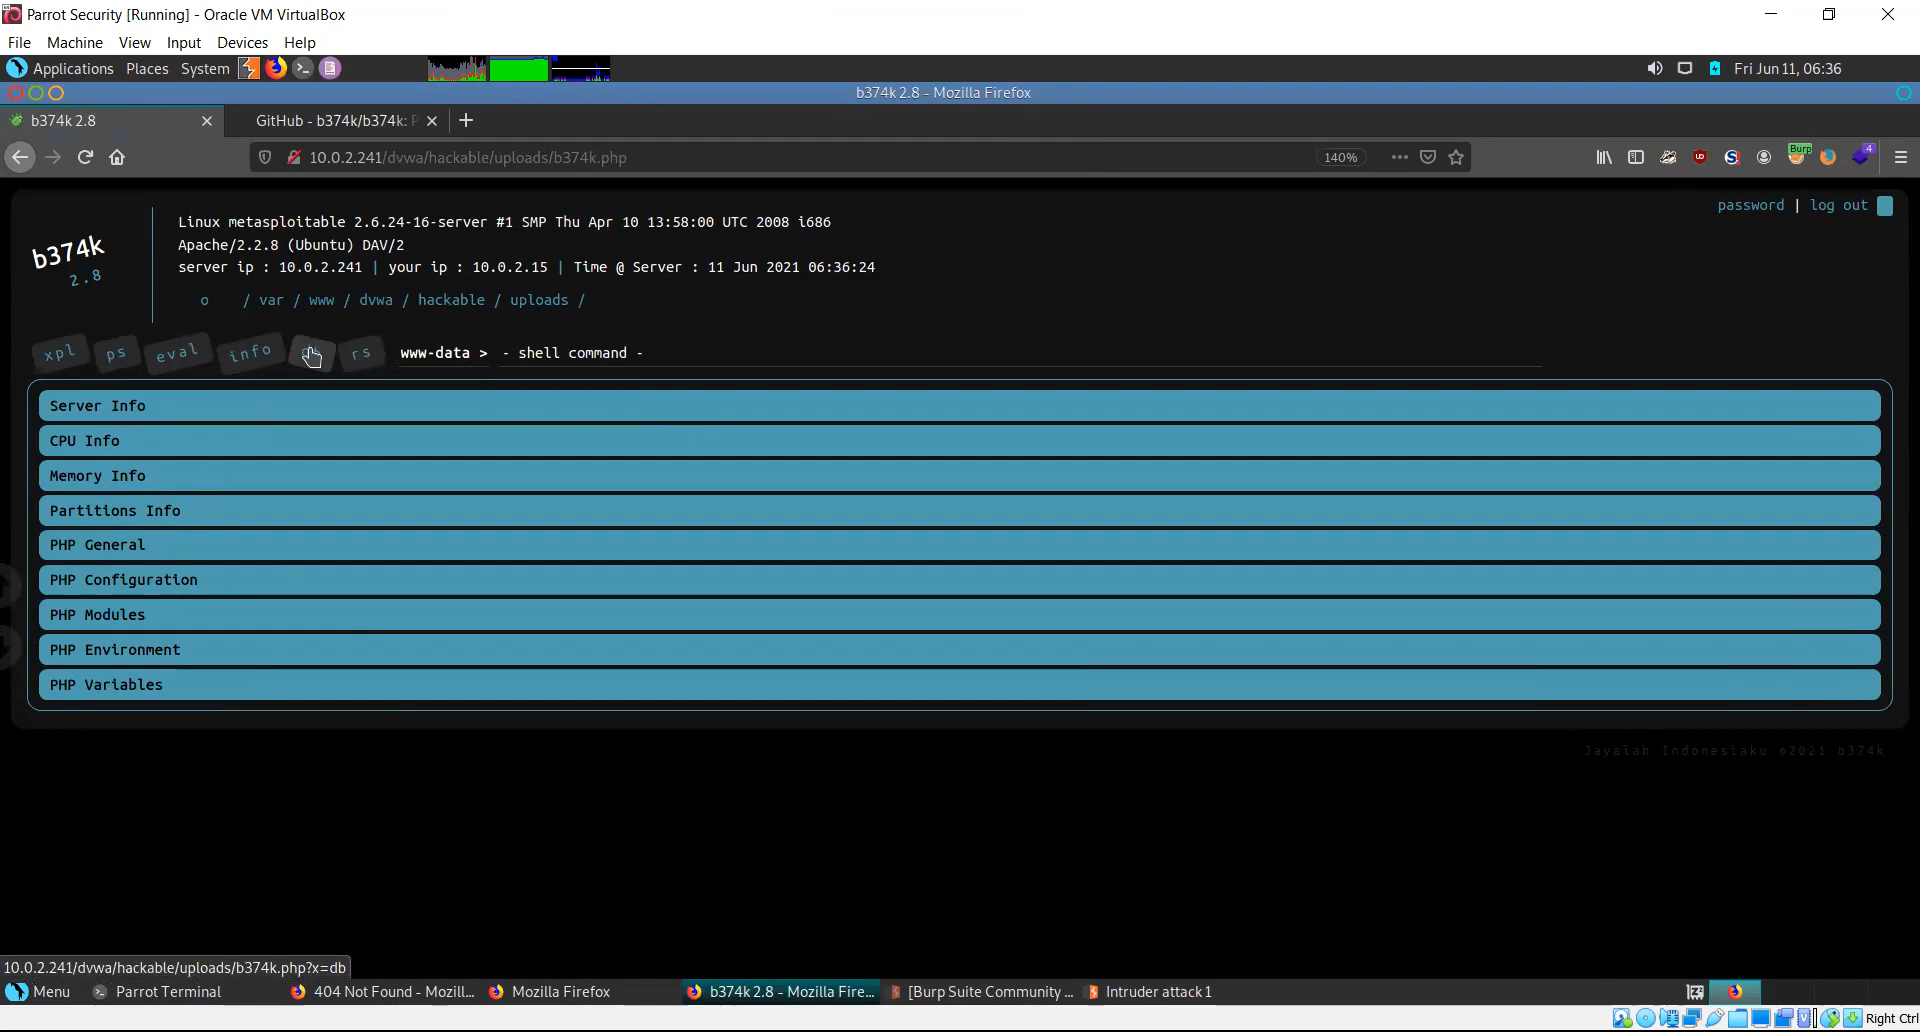 Parrot Security [Running] - Oracle VM VirtualBox
File Machine View Input Devices Help
Applications Places System Fri Jun 11, 06:36
b374k 2.8 - Mozilla Firefox
b374k 2.8 GitHub - b374k/b374k: P
10.0.2.241/dvwa/hackable/uploads/b374k.php 140% Burp 4
Linux metasploitable 2.6.24-16-server #1 SMP Thu Apr 10 13:58:00 UTC 2008 i686
password | log out
Apache/2.2.8 (Ubuntu) DAV/2
b374k
2.8
server ip : 10.0.2.241 | your ip : 10.0.2.15 | Time @ Server : 11 Jun 2021 06:36:24
o / var / www / dvwa / hackable / uploads /
xpl ps eval info rs www-data > - shell command -
Server Info
CPU Info
Memory Info
Partitions Info
PHP General
PHP Configuration
PHP Modules
PHP Environment
PHP Variables
Jayalah Indonesiaku ©2021 b374k
10.0.2.241/dvwa/hackable/uploads/b374k.php?x=db
Menu Parrot Terminal 404 Not Found - Mozill... Mozilla Firefox b374k 2.8 - Mozilla Fire... [Burp Suite Community ... Intruder attack 1
Right Ctrl